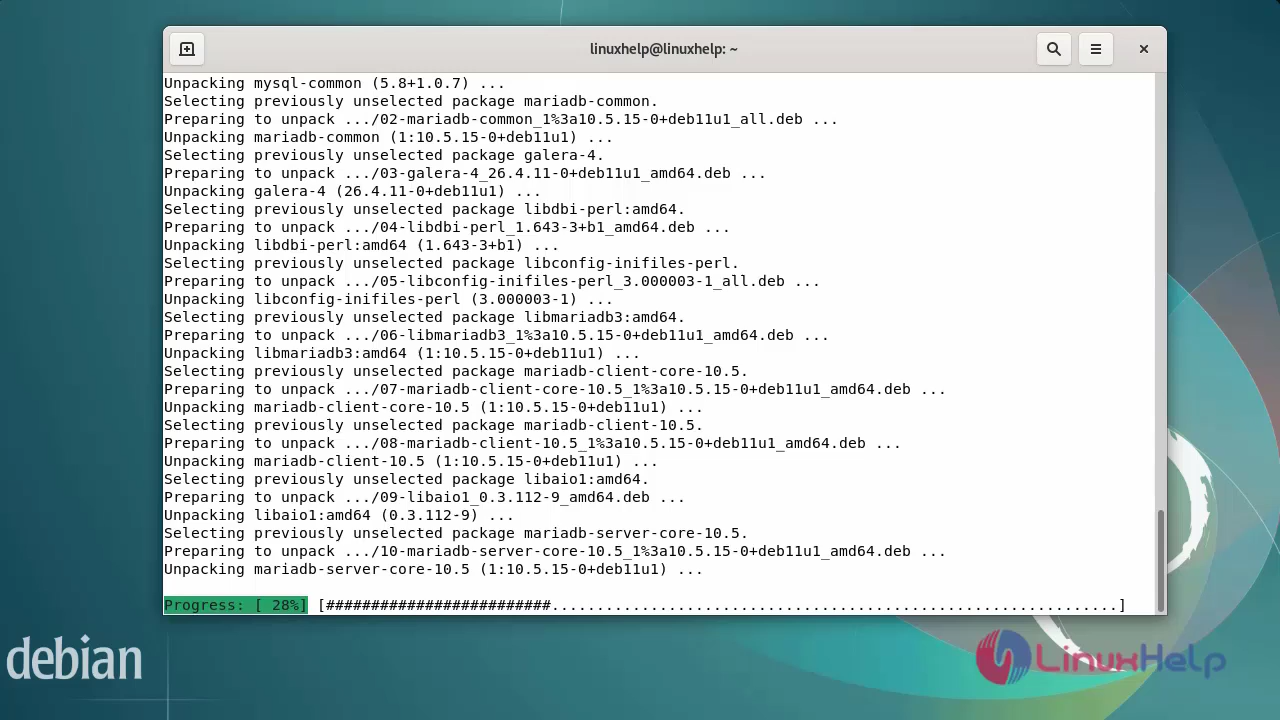 linuxhelp@linuxhelp: ~
Unpacking mysql-common (5.8+1.0.7) ...
Selecting previously unselected package mariadb-common.
Preparing to unpack .../02-mariadb-common_1%3a10.5.15-0+deb11u1_all.deb ...
Unpacking mariadb-common (1:10.5.15-0+deb11u1) ...
Selecting previously unselected package galera-4.
Preparing to unpack .../03-galera-4_26.4.11-0+deb11u1_amd64.deb ...
Unpacking galera-4 (26.4.11-0+deb11u1) ...
Selecting previously unselected package libdbi-perl:amd64.
Preparing to unpack .../04-libdbi-perl_1.643-3+b1_amd64.deb ...
Unpacking libdbi-perl:amd64 (1.643-3+b1) ...
Selecting previously unselected package libconfig-inifiles-perl.
Preparing to unpack .../05-libconfig-inifiles-perl_3.000003-1_all.deb ...
Unpacking libconfig-inifiles-perl (3.000003-1) ...
Selecting previously unselected package libmariadb3:amd64.
Preparing to unpack .../06-libmariadb3_1%3a10.5.15-0+deb11u1_amd64.deb ...
Unpacking libmariadb3:amd64 (1:10.5.15-0+deb11u1) ...
Selecting previously unselected package mariadb-client-core-10.5.
Preparing to unpack .../07-mariadb-client-core-10.5_1%3a10.5.15-0+deb11u1_amd64.deb ...
Unpacking mariadb-client-core-10.5 (1:10.5.15-0+deb11u1) ...
Selecting previously unselected package mariadb-client-10.5.
Preparing to unpack .../08-mariadb-client-10.5_1%3a10.5.15-0+deb11u1_amd64.deb ...
Unpacking mariadb-client-10.5 (1:10.5.15-0+deb11u1) ...
Selecting previously unselected package libaio1:amd64.
Preparing to unpack .../09-libaio1_0.3.112-9_amd64.deb ...
Unpacking libaio1:amd64 (0.3.112-9) ...
Selecting previously unselected package mariadb-server-core-10.5.
Preparing to unpack .../10-mariadb-server-core-10.5_1%3a10.5.15-0+deb11u1_amd64.deb ...
Unpacking mariadb-server-core-10.5 (1:10.5.15-0+deb11u1) ...
Progress: [ 28%] [#########################...............................................................]
debian
LinuxHelp